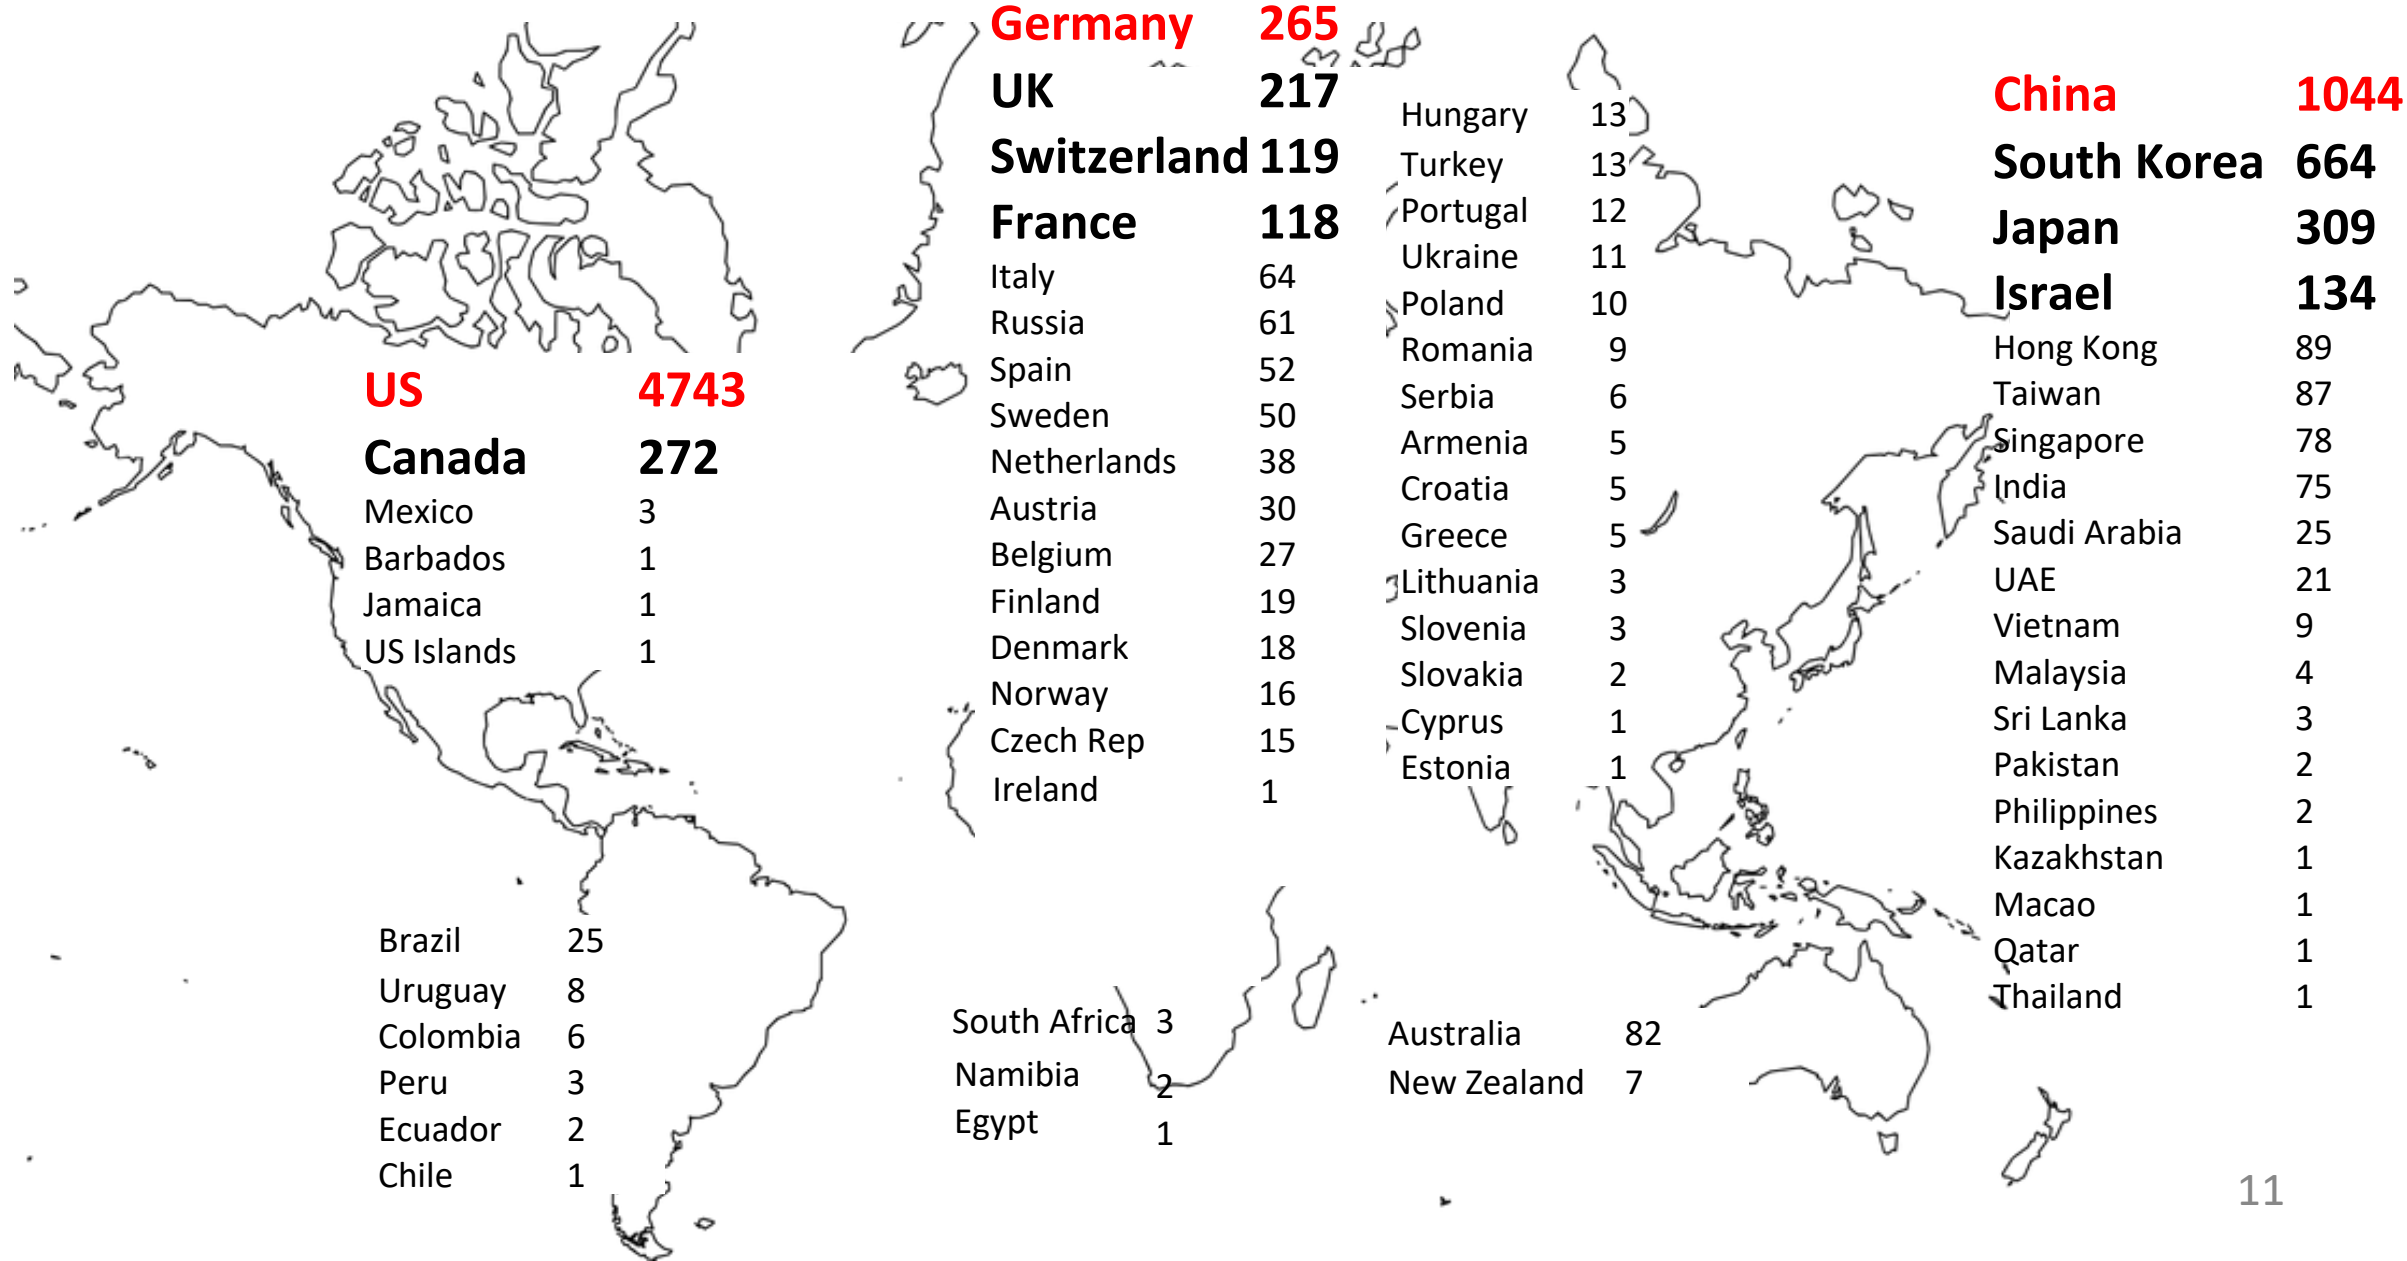 US 4743
Canada 272
Mexico 3
Barbados 1
Jamaica 1
US Islands 1
Brazil 25
Uruguay 8
Colombia 6
Peru 3
Ecuador 2
Chile 1
Germany 265
UK 217
Switzerland 119
France 118
Italy 64
Russia 61
Spain 52
Sweden 50
Netherlands 38
Austria 30
Belgium 27
Finland 19
Denmark 18
Norway 16
Czech Rep 15
Ireland 1
Hungary 13
Turkey 13
Portugal 12
Ukraine 11
Poland 10
Romania 9
Serbia 6
Armenia 5
Croatia 5
Greece 5
Lithuania 3
Slovenia 3
Slovakia 2
Cyprus 1
Estonia 1
South Africa 3
Namibia 2
Egypt 1
Australia 82
New Zealand 7
China 1044
South Korea 664
Japan 309
Israel 134
Hong Kong 89
Taiwan 87
Singapore 78
India 75
Saudi Arabia 25
UAE 21
Vietnam 9
Malaysia 4
Sri Lanka 3
Pakistan 2
Philippines 2
Kazakhstan 1
Macao 1
Qatar 1
Thailand 1
11